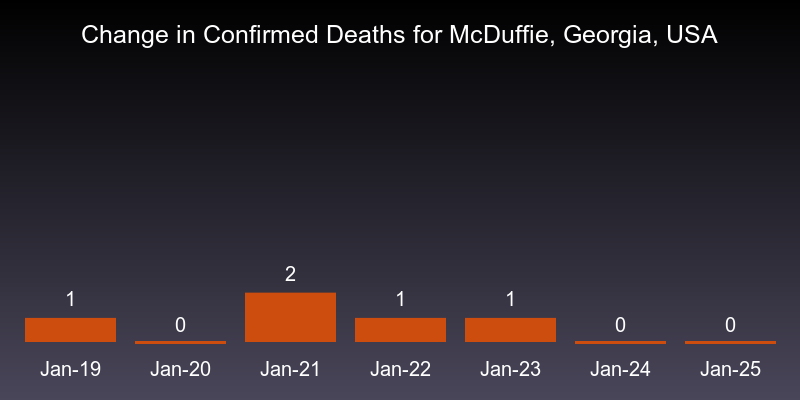 Change in Confirmed Deaths for McDuffie, Georgia, USA
1 0 2 1 1 0 0
Jan-19 Jan-20 Jan-21 Jan-22 Jan-23 Jan-24 Jan-25